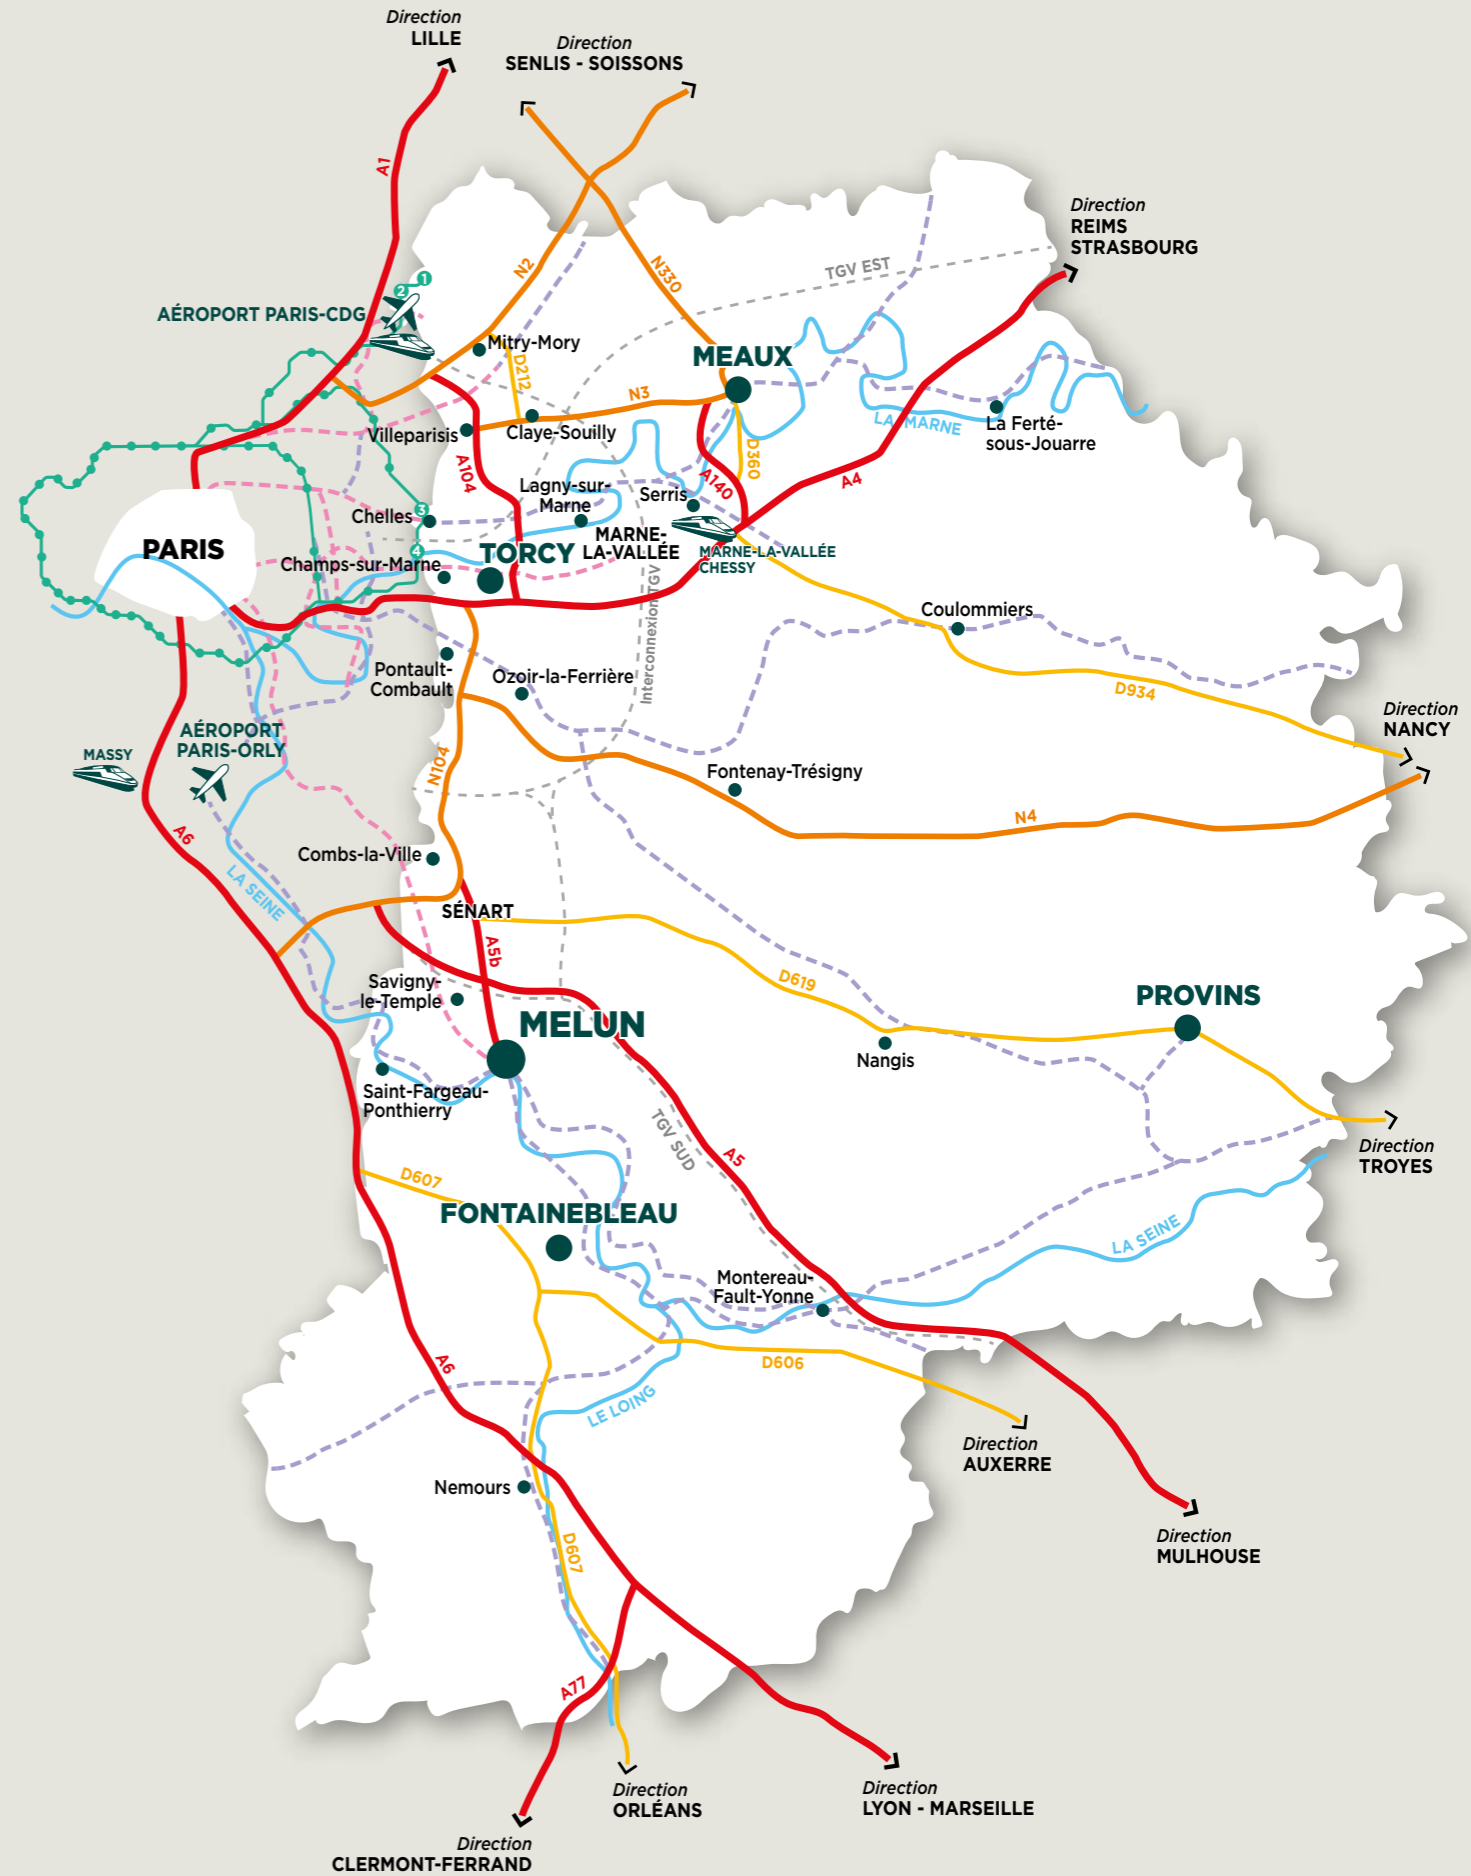 Direction
LILLE
Direction
SENLIS - SOISSONS
A1
Direction
REIMS
STRASBOURG
N2
N330
TGV EST
1
2
AÉROPORT PARIS-CDG
Mitry-Mory
D212
MEAUX
N3
Villeparisis
Claye-Souilly
LA MARNE
La Ferté-
sous-Jouarre
A104
D360
A140
A4
Lagny-sur-
Marne
Serris
Chelles
3
PARIS
MARNE-
LA-VALLÉE
TORCY
4
MARNE-LA-VALLÉE
CHESSY
Champs-sur-Marne
Interconnexion TGV
Coulommiers
Pontault-
Combault
Ozoir-la-Ferrière
D934
Direction
NANCY
AÉROPORT
PARIS-ORLY
MASSY
N104
Fontenay-Trésigny
N4
A6
Combs-la-Ville
LA SEINE
SÉNART
A5b
D619
Savigny-
le-Temple
PROVINS
MELUN
Nangis
Saint-Fargeau-
Ponthierry
TGV SUD
A5
Direction
TROYES
D607
FONTAINEBLEAU
LA SEINE
Montereau-
Fault-Yonne
A6
D606
LE LOING
Direction
AUXERRE
Nemours
D607
Direction
MULHOUSE
A77
Direction
ORLÉANS
Direction
LYON - MARSEILLE
Direction
CLERMONT-FERRAND